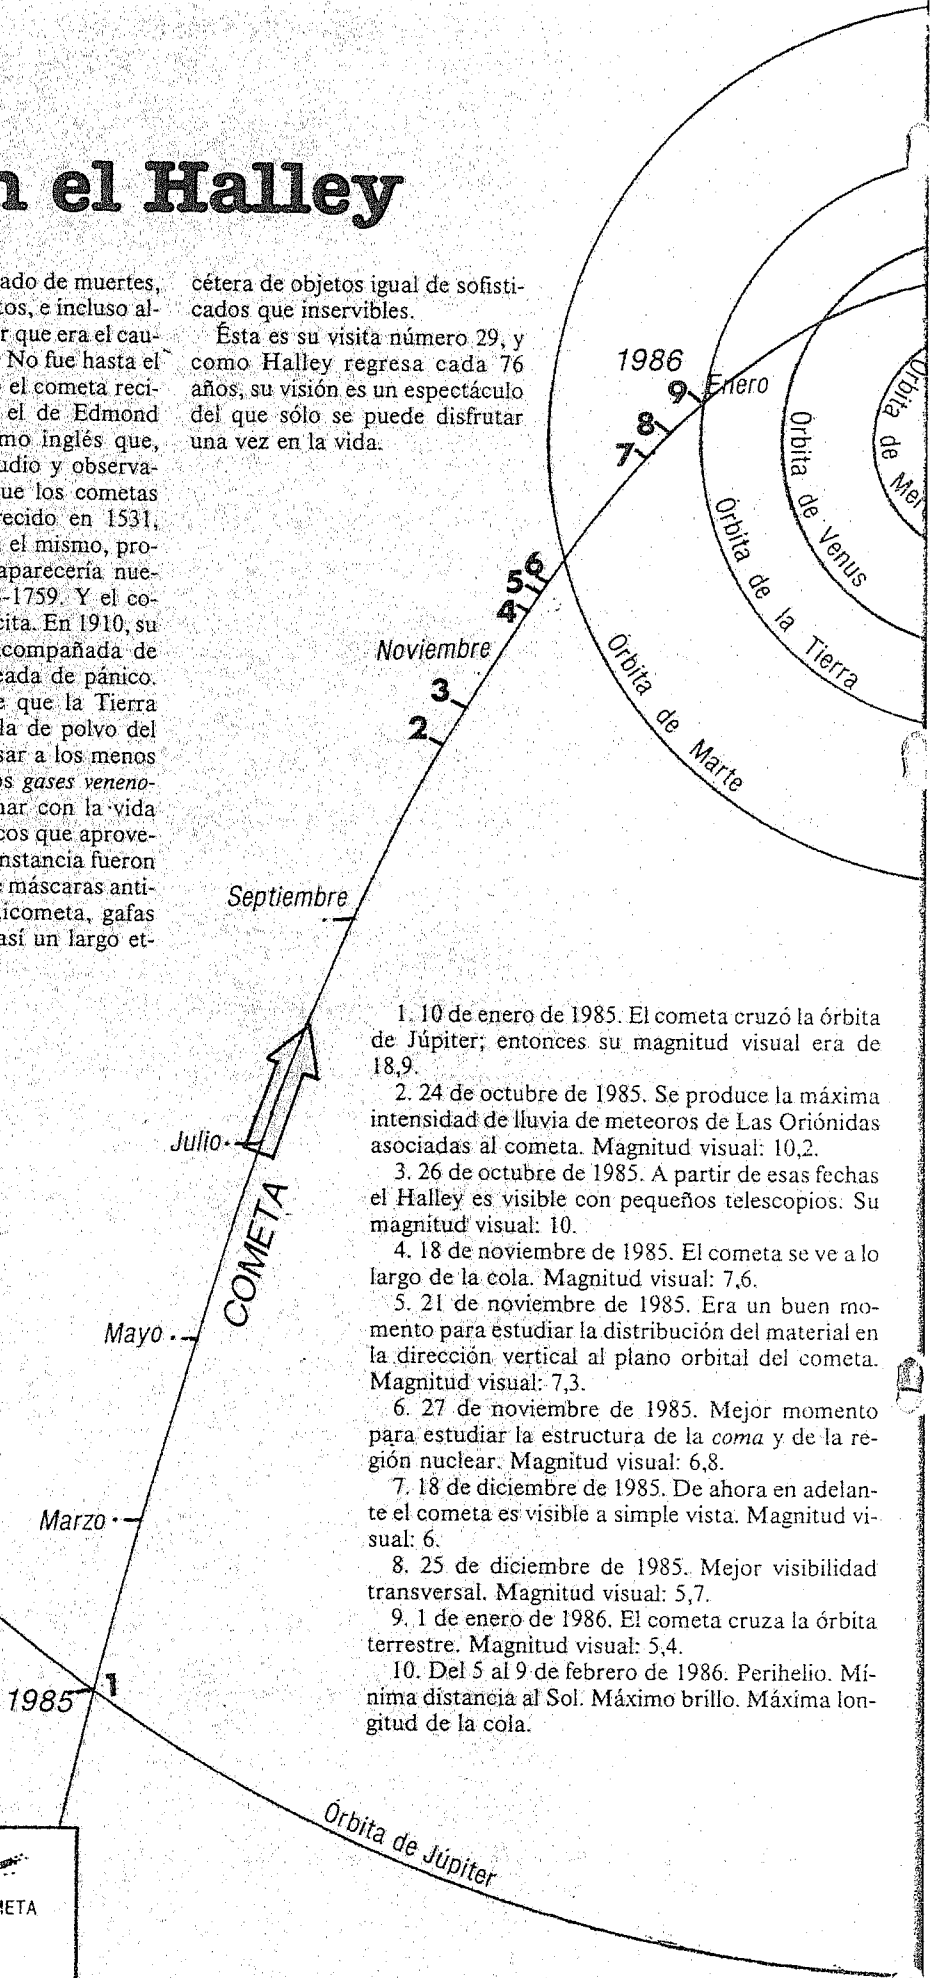 el Halley
ado de muertes,
tos, e incluso al-
r que era el cau-
No fue hasta el
el cometa reci-
el de Edmond
mo inglés que,
udio y observa-
ue los cometas
ecido en 1531,
el mismo, pro-
aparecería nue-
-1759. Y el co-
cita. En 1910, su
compañada de
eada de pánico.
e que la Tierra
la de polvo del
sar a los menos
os gases veneno-
nar con la vida
cos que aprove-
nstancia fueron
e máscaras anti-
icometa, gafas
así un largo et-
cétera de objetos igual de sofisti-
cados que inservibles.
Ésta es su visita número 29, y
como Halley regresa cada 76
años, su visión es un espectáculo
del que sólo se puede disfrutar
una vez en la vida.
1986
9 Enero
8
7
6
5
4
Noviembre
3
2
Septiembre
Julio
COMETA
Mayo
Marzo
1985 1
Órbita de Mer
Órbita de Venus
Órbita de la Tierra
Órbita de Marte
1. 10 de enero de 1985. El cometa cruzó la órbita
de Júpiter; entonces su magnitud visual era de
18,9.
2. 24 de octubre de 1985. Se produce la máxima
intensidad de lluvia de meteoros de Las Oriónidas
asociadas al cometa. Magnitud visual: 10,2.
3. 26 de octubre de 1985. A partir de esas fechas
el Halley es visible con pequeños telescopios. Su
magnitud visual: 10.
4. 18 de noviembre de 1985. El cometa se ve a lo
largo de la cola. Magnitud visual: 7,6.
5. 21 de noviembre de 1985. Era un buen mo-
mento para estudiar la distribución del material en
la dirección vertical al plano orbital del cometa.
Magnitud visual: 7,3.
6. 27 de noviembre de 1985. Mejor momento
para estudiar la estructura de la coma y de la re-
gión nuclear. Magnitud visual: 6,8.
7. 18 de diciembre de 1985. De ahora en adelan-
te el cometa es visible a simple vista. Magnitud vi-
sual: 6.
8. 25 de diciembre de 1985. Mejor visibilidad
transversal. Magnitud visual: 5,7.
9. 1 de enero de 1986. El cometa cruza la órbita
terrestre. Magnitud visual: 5,4.
10. Del 5 al 9 de febrero de 1986. Perihelio. Mí-
nima distancia al Sol. Máximo brillo. Máxima lon-
gitud de la cola.
Órbita de Júpiter
META